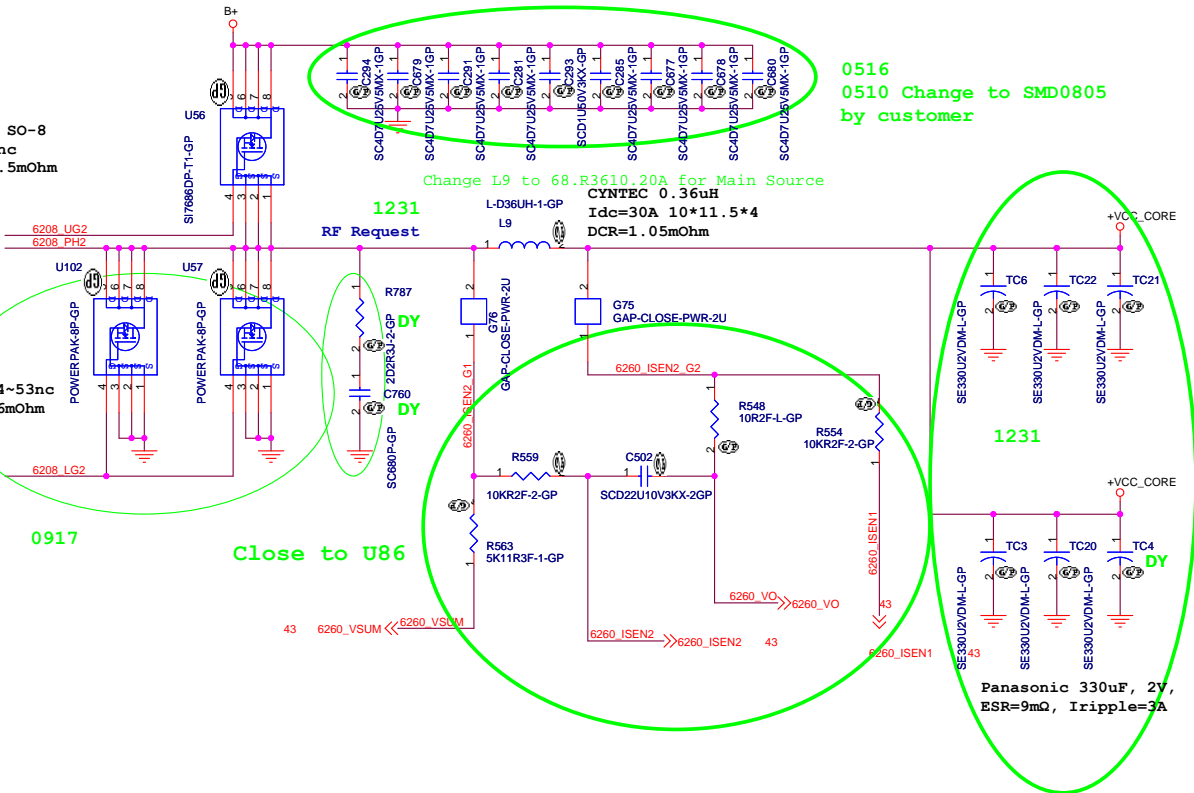 B+
C294
SC4D7U25V5MX-1GP
C679
SC4D7U25V5MX-1GP
C291
SC4D7U25V5MX-1GP
C281
SC4D7U25V5MX-1GP
C293
SCD1U50V3KX-GP
C285
SC4D7U25V5MX-1GP
C677
SC4D7U25V5MX-1GP
C678
SC4D7U25V5MX-1GP
C680
SC4D7U25V5MX-1GP
0516
0510 Change to SMD0805
by customer
SO-8
nc
.5mOhm
U56
SI7686DP-T1-GP
Change L9 to 68.R3610.20A for Main Source
CYNTEC 0.36uH
Idc=30A 10*11.5*4
DCR=1.05mOhm
L-D36UH-1-GP
L9
1 2
1231
RF Request
6208_UG2
6208_PH2
U102
POWERPAK-8P-GP
U57
POWERPAK-8P-GP
R787
2D2R3J-2-GP
DY
C760
SC680P-GP
DY
G76
GAP-CLOSE-PWR-2U
G75
GAP-CLOSE-PWR-2U
6260_ISEN2_G1
6260_ISEN2_G2
+VCC_CORE
TC6
SE330U2VDM-L-GP
TC22
SE330U2VDM-L-GP
TC21
SE330U2VDM-L-GP
4~53nc
6mOhm
6208_LG2
0917
R548
10R2F-L-GP
R554
10KR2F-2-GP
R559
10KR2F-2-GP
C502
SCD22U10V3KX-2GP
R563
5K11R3F-1-GP
Close to U86
1231
+VCC_CORE
TC3
SE330U2VDM-L-GP
TC20
SE330U2VDM-L-GP
TC4
DY
SE330U2VDM-L-GP
6260_ISEN1
6260_VO
6260_VO
43
43 6260_VSUM
6260_VSUM
6260_ISEN2
6260_ISEN2 43
6260_ISEN1 43
Panasonic 330uF, 2V,
ESR=9mΩ, Iripple=3A